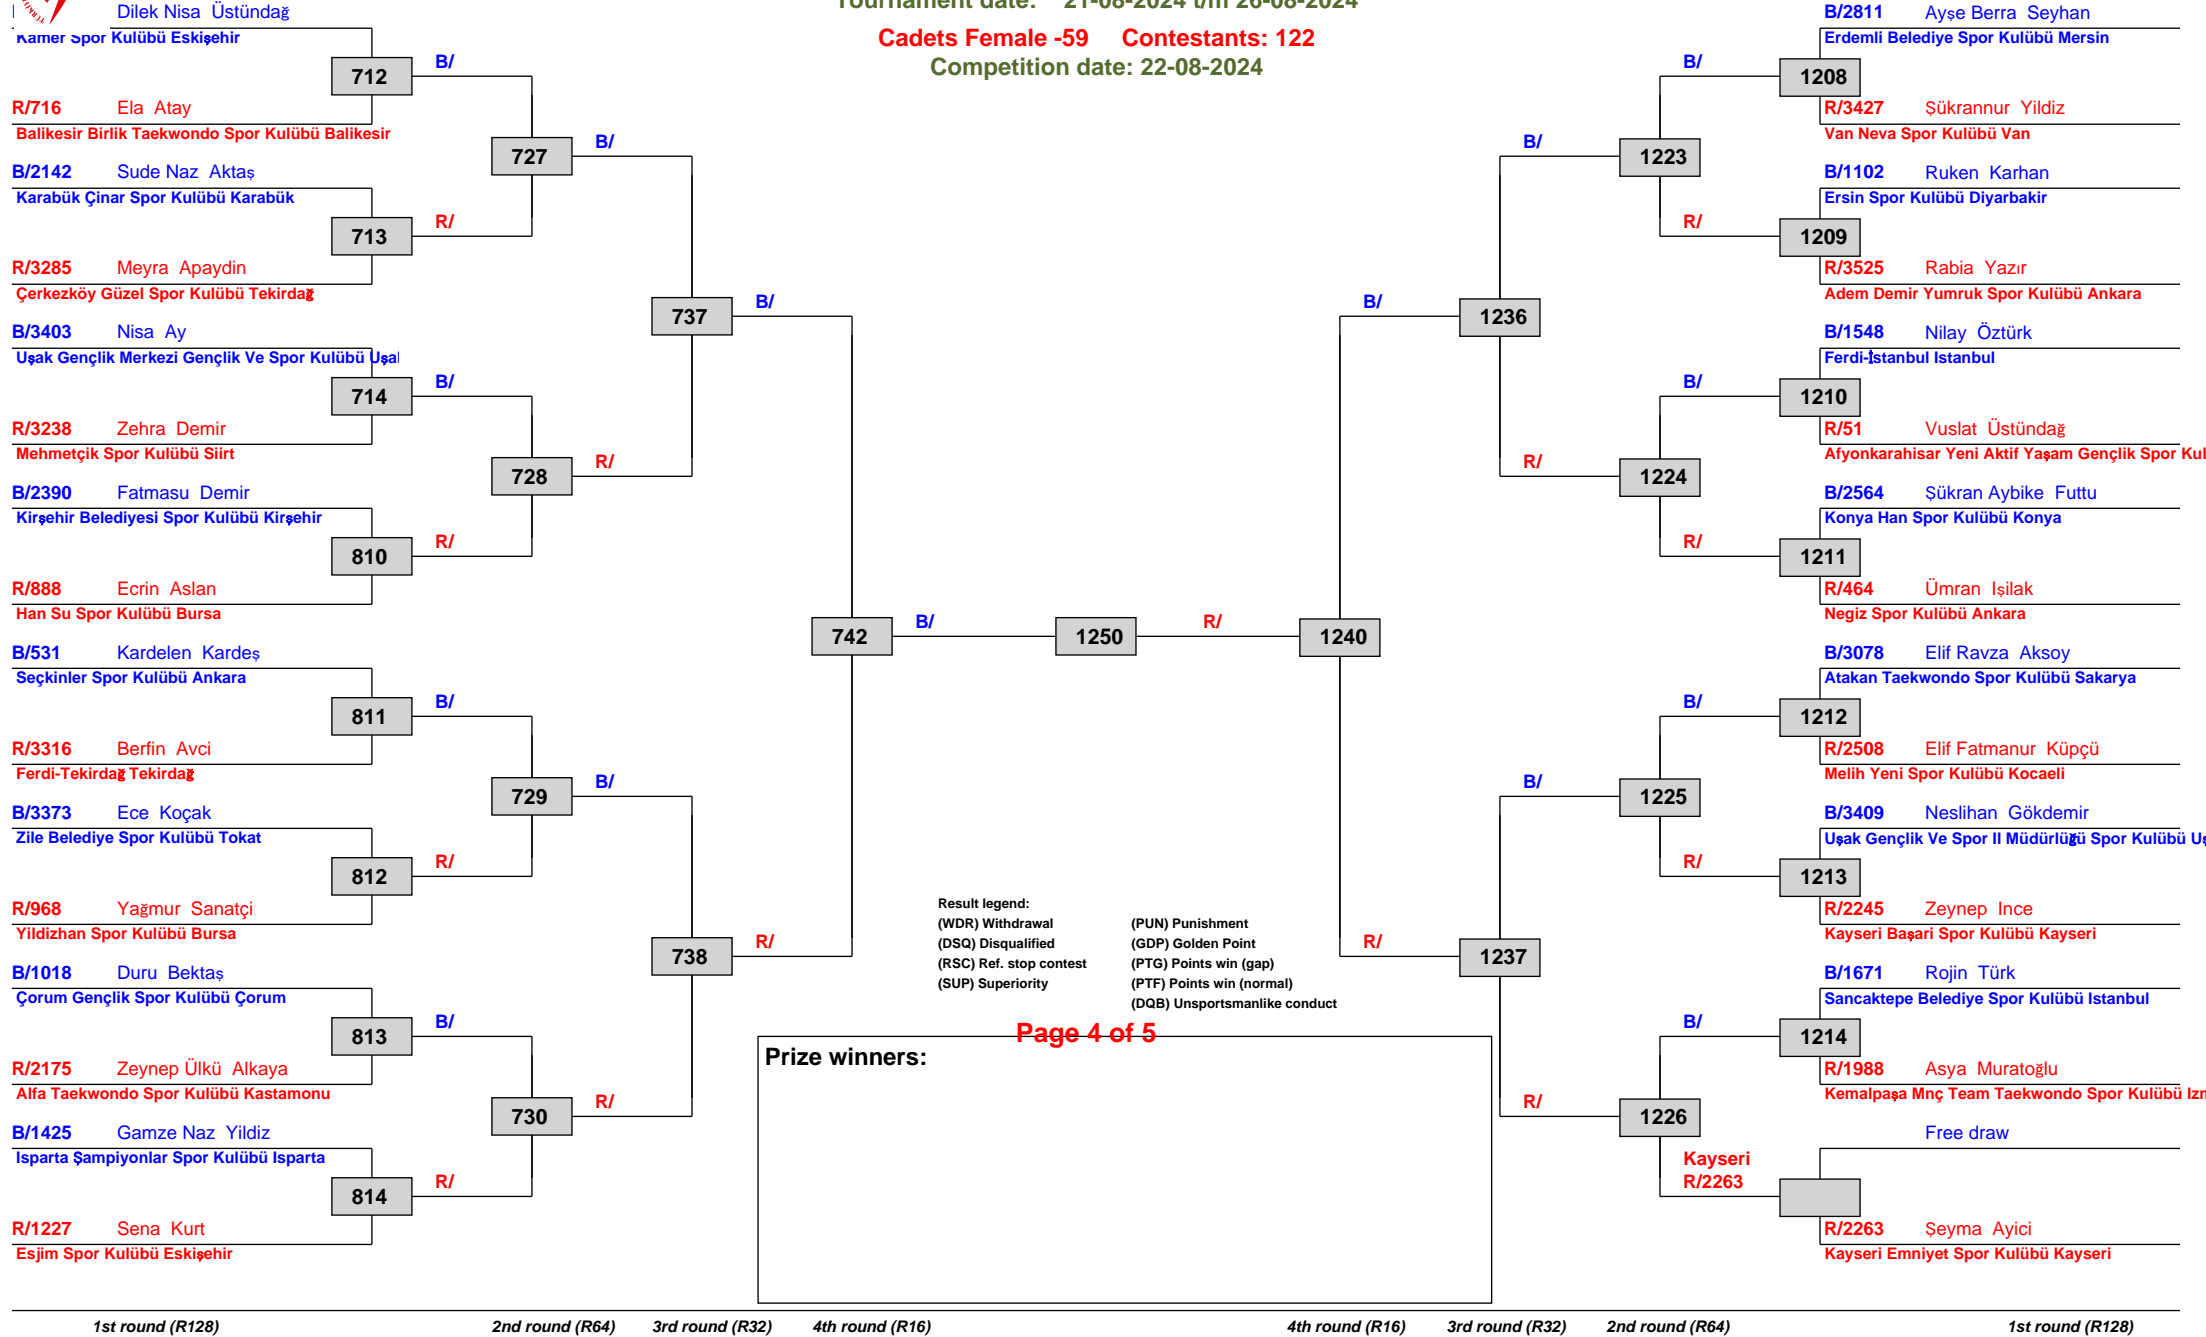 Tournament date: 21-08-2024 t/m 26-08-2024
Cadets Female -59 Contestants: 122
Competition date: 22-08-2024
Dilek Nisa Üstündağ
Kamer Spor Kulübü Eskişehir
712
B/
R/716 Ela Atay
Balikesir Birlik Taekwondo Spor Kulübü Balikesir
727
B/
B/2142 Sude Naz Aktaş
Karabük Çinar Spor Kulübü Karabük
713
R/
R/3285 Meyra Apaydin
Çerkezköy Güzel Spor Kulübü Tekirdağ
737
B/
B/3403 Nisa Ay
Uşak Gençlik Merkezi Gençlik Ve Spor Kulübü
714
B/
R/3238 Zehra Demir
Mehmetçik Spor Kulübü Siirt
728
R/
B/2390 Fatmasu Demir
Kirşehir Belediyesi Spor Kulübü Kirşehir
810
R/
R/888 Ecrin Aslan
Han Su Spor Kulübü Bursa
742
B/
1250
R/
1240
B/531 Kardelen Kardeş
Seçkinler Spor Kulübü Ankara
811
B/
R/3316 Berfin Avci
Ferdi-Tekirdağ Tekirdağ
729
B/
B/3373 Ece Koçak
Zile Belediye Spor Kulübü Tokat
812
R/
R/968 Yağmur Sanatçi
Yildizhan Spor Kulübü Bursa
738
R/
B/1018 Duru Bektaş
Çorum Gençlik Spor Kulübü Çorum
813
B/
R/2175 Zeynep Ülkü Alkaya
Alfa Taekwondo Spor Kulübü Kastamonu
730
R/
B/1425 Gamze Naz Yildiz
Isparta Şampiyonlar Spor Kulübü Isparta
814
R/
R/1227 Sena Kurt
Esjim Spor Kulübü Eskişehir
B/2811 Ayşe Berra Seyhan
Erdemli Belediye Spor Kulübü Mersin
B/
1208
R/3427 Şükrannur Yildiz
Van Neva Spor Kulübü Van
B/
1223
B/1102 Ruken Karhan
Ersin Spor Kulübü Diyarbakir
R/
1209
R/3525 Rabia Yazır
Adem Demir Yumruk Spor Kulübü Ankara
B/
1236
B/1548 Nilay Öztürk
Ferdi-İstanbul Istanbul
B/
1210
R/51 Vuslat Üstündağ
Afyonkarahisar Yeni Aktif Yaşam Gençlik Spor
R/
1224
B/2564 Şükran Aybike Futtu
Konya Han Spor Kulübü Konya
R/
1211
R/464 Ümran Işilak
Negiz Spor Kulübü Ankara
B/3078 Elif Ravza Aksoy
Atakan Taekwondo Spor Kulübü Sakarya
B/
1212
R/2508 Elif Fatmanur Küpçü
Melih Yeni Spor Kulübü Kocaeli
B/
1225
B/3409 Neslihan Gökdemir
Uşak Gençlik Ve Spor Il Müdürlüğü Spor Kulübü
R/
1213
R/2245 Zeynep Ince
Kayseri Başari Spor Kulübü Kayseri
R/
1237
B/1671 Rojin Türk
Sancaktepe Belediye Spor Kulübü Istanbul
B/
1214
R/1988 Asya Muratoğlu
Kemalpaşa Mnç Team Taekwondo Spor Kulübü
R/
1226
Free draw
Kayseri
R/2263
R/2263 Şeyma Ayici
Kayseri Emniyet Spor Kulübü Kayseri
Result legend:
(WDR) Withdrawal (PUN) Punishment
(DSQ) Disqualified (GDP) Golden Point
(RSC) Ref. stop contest (PTG) Points win (gap)
(SUP) Superiority (PTF) Points win (normal)
(DQB) Unsportsmanlike conduct
Page 4 of 5
Prize winners:
1st round (R128) 2nd round (R64) 3rd round (R32) 4th round (R16) 4th round (R16) 3rd round (R32) 2nd round (R64) 1st round (R128)